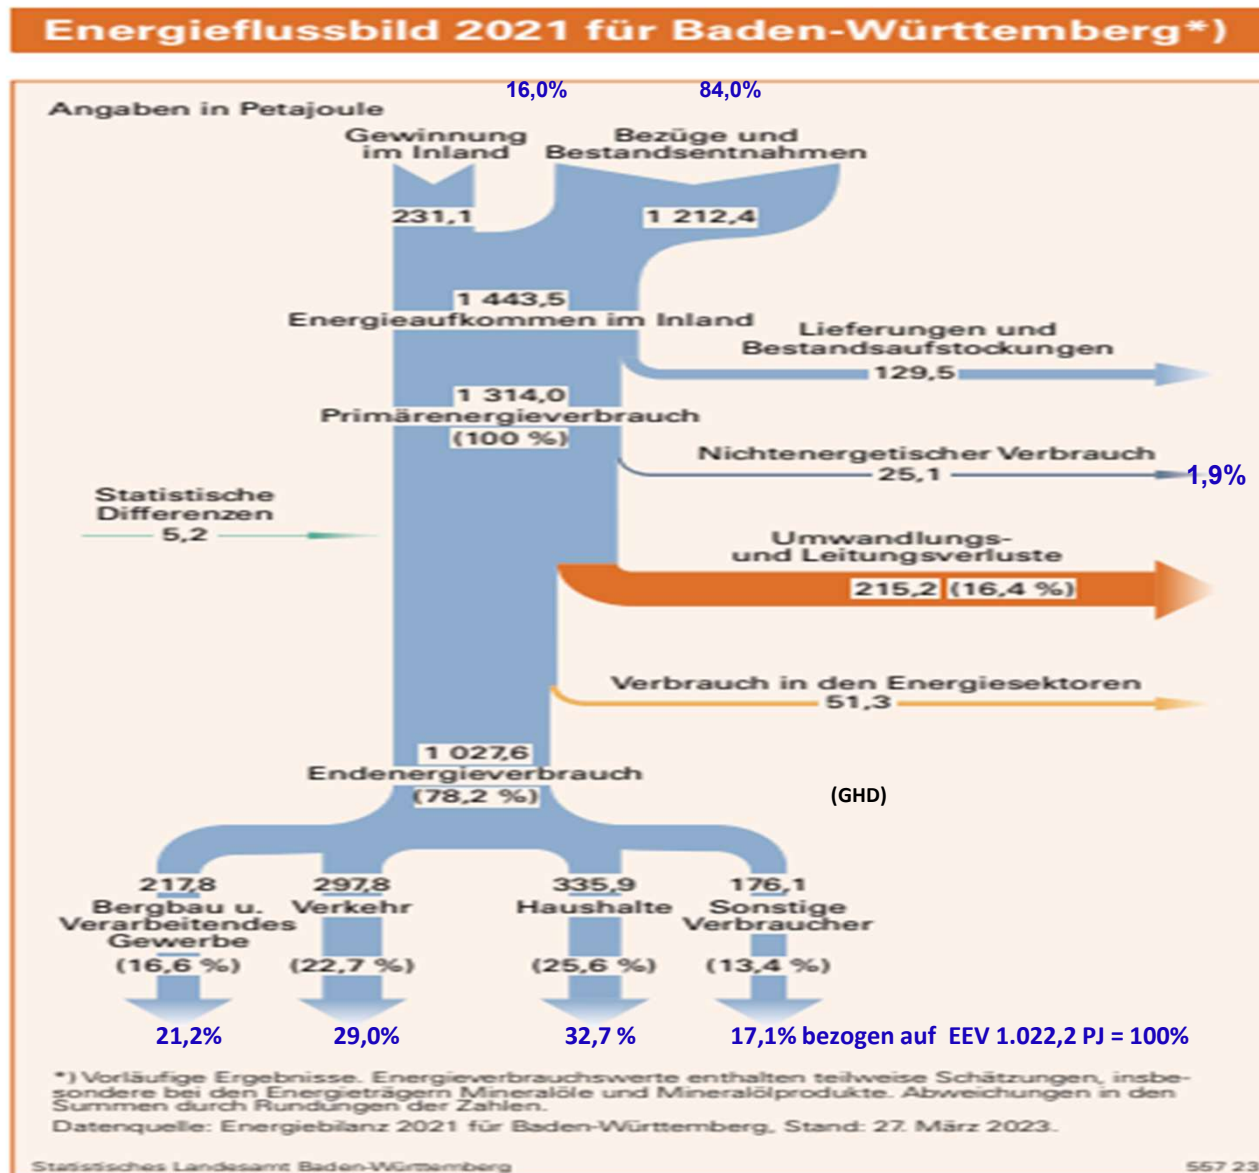 Energieflussbild 2021 für Baden-Württemberg*)
16,0% 84,0%
Angaben in Petajoule
Gewinnung
im Inland
Bezüge und
Bestandsentnahmen
231,1
1 212,4
1 443,5
Energieaufkommen im Inland
Lieferungen und
Bestandsaufstockungen
129,5
1 314,0
Primärenergieverbrauch
(100 %)
Nichtenergetischer Verbrauch
25,1
1,9%
Statistische
Differenzen
5,2
Umwandlungs-
und Leitungsverluste
215,2 (16,4 %)
Verbrauch in den Energiesektoren
51,3
1 027,6
Endenergieverbrauch
(78,2 %)
(GHD)
217,8
Bergbau u.
Verarbeitendes
Gewerbe
(16,6 %)
297,8
Verkehr
(22,7 %)
335,9
Haushalte
(25,6 %)
176,1
Sonstige
Verbraucher
(13,4 %)
21,2% 29,0% 32,7 % 17,1% bezogen auf EEV 1.022,2 PJ = 100%
*) Vorläufige Ergebnisse. Energieverbrauchswerte enthalten teilweise Schätzungen, insbe-
sondere bei den Energieträgern Mineralöle und Mineralölprodukte. Abweichungen in den
Summen durch Rundungen der Zahlen.
Datenquelle: Energiebilanz 2021 für Baden-Württemberg, Stand: 27. März 2023.
Statistisches Landesamt Baden-Württemberg
557 23